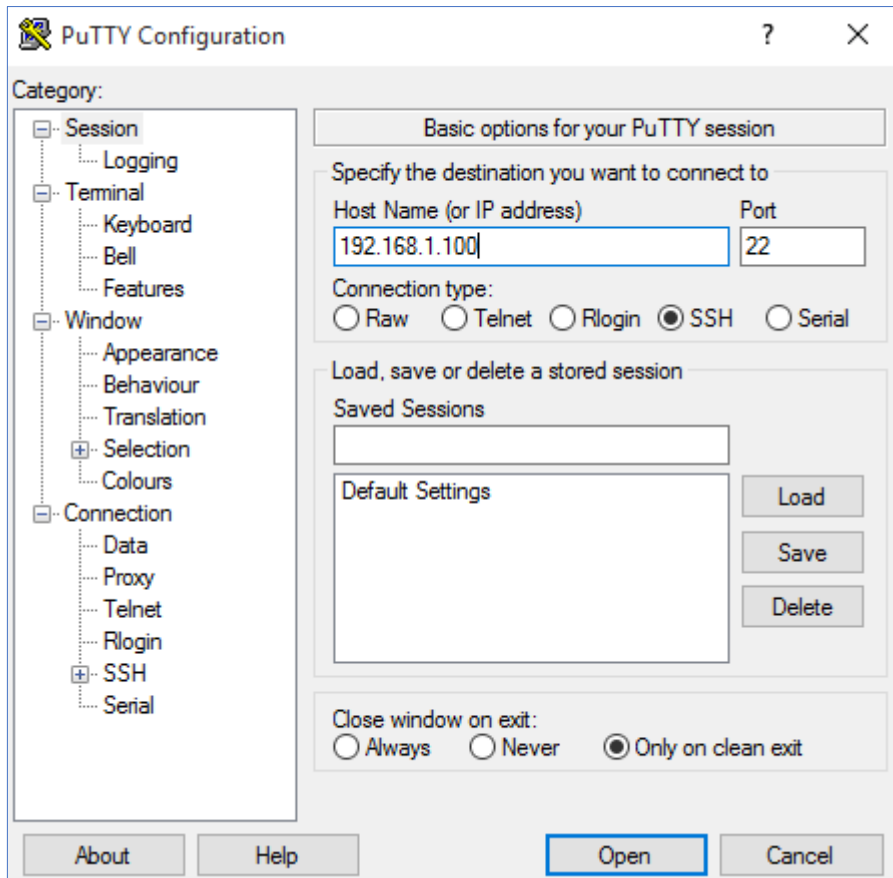 PuTTY Configuration
?
Category:
Session
Logging
Terminal
Keyboard
Bell
Features
Window
Appearance
Behaviour
Translation
Selection
Colours
Connection
Data
Proxy
Telnet
Rlogin
SSH
Serial
Basic options for your PuTTY session
Specify the destination you want to connect to
Host Name (or IP address) Port
192.168.1.100 22
Connection type:
Raw Telnet Rlogin SSH Serial
Load, save or delete a stored session
Saved Sessions
Default Settings
Load
Save
Delete
Close window on exit:
Always Never Only on clean exit
About Help Open Cancel